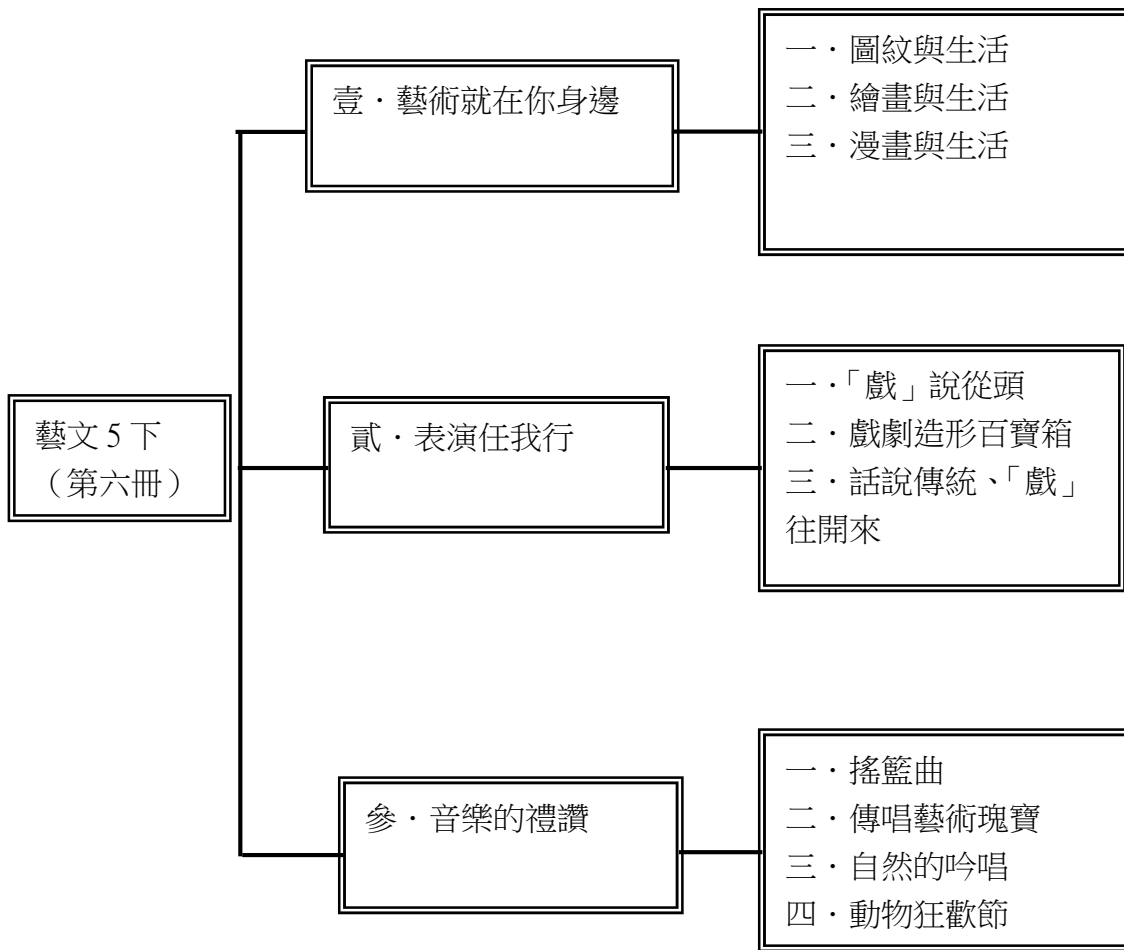 藝文 5 下
（第六冊）
壹．藝術就在你身邊
一．圖紋與生活
二．繪畫與生活
三．漫畫與生活
貳．表演任我行
一．「戲」說從頭
二．戲劇造形百寶箱
三．話說傳統、「戲」
往開來
參．音樂的禮讚
一．搖籃曲
二．傳唱藝術瑰寶
三．自然的吟唱
四．動物狂歡節